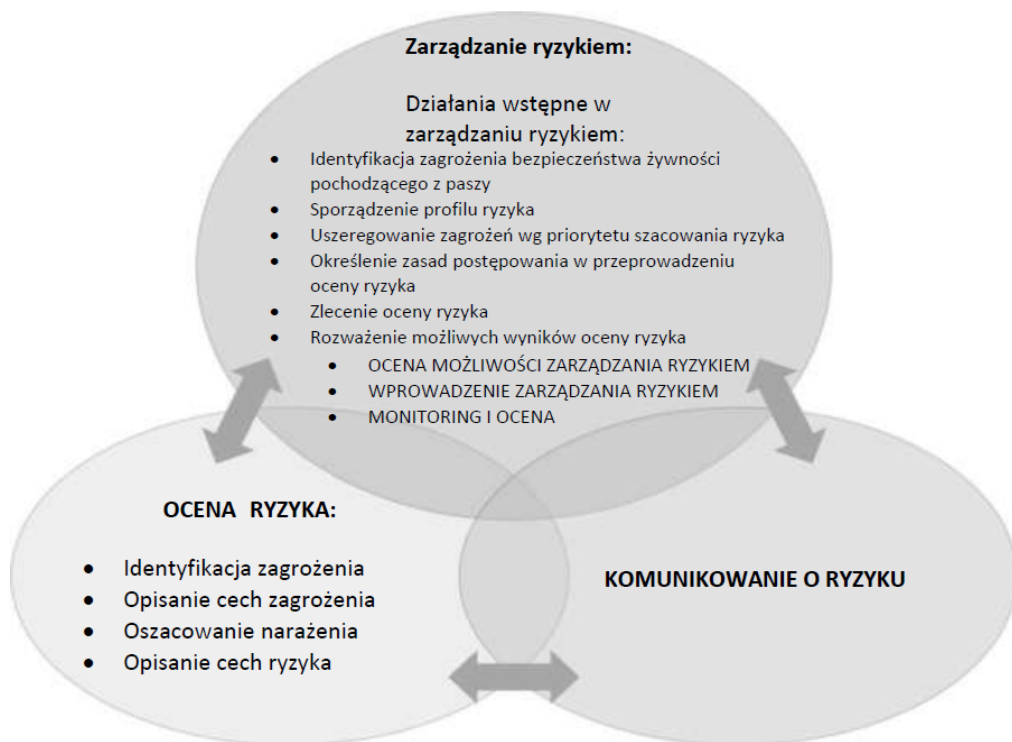 Zarządzanie ryzykiem:
Działania wstępne w
zarządzaniu ryzykiem:
• Identyfikacja zagrożenia bezpieczeństwa żywności
pochodzącego z paszy
• Sporządzenie profilu ryzyka
• Uszeregowanie zagrożeń wg priorytetu szacowania ryzyka
• Określenie zasad postępowania w przeprowadzeniu
oceny ryzyka
• Zlecenie oceny ryzyka
• Rozważenie możliwych wyników oceny ryzyka
• OCENA MOŻLIWOŚCI ZARZĄDZANIA RYZYKIEM
• WPROWADZENIE ZARZĄDZANIA RYZYKIEM
• MONITORING I OCENA
OCENA RYZYKA:
• Identyfikacja zagrożenia
• Opisanie cech zagrożenia
• Oszacowanie narażenia
• Opisanie cech ryzyka
KOMUNIKOWANIE O RYZYKU